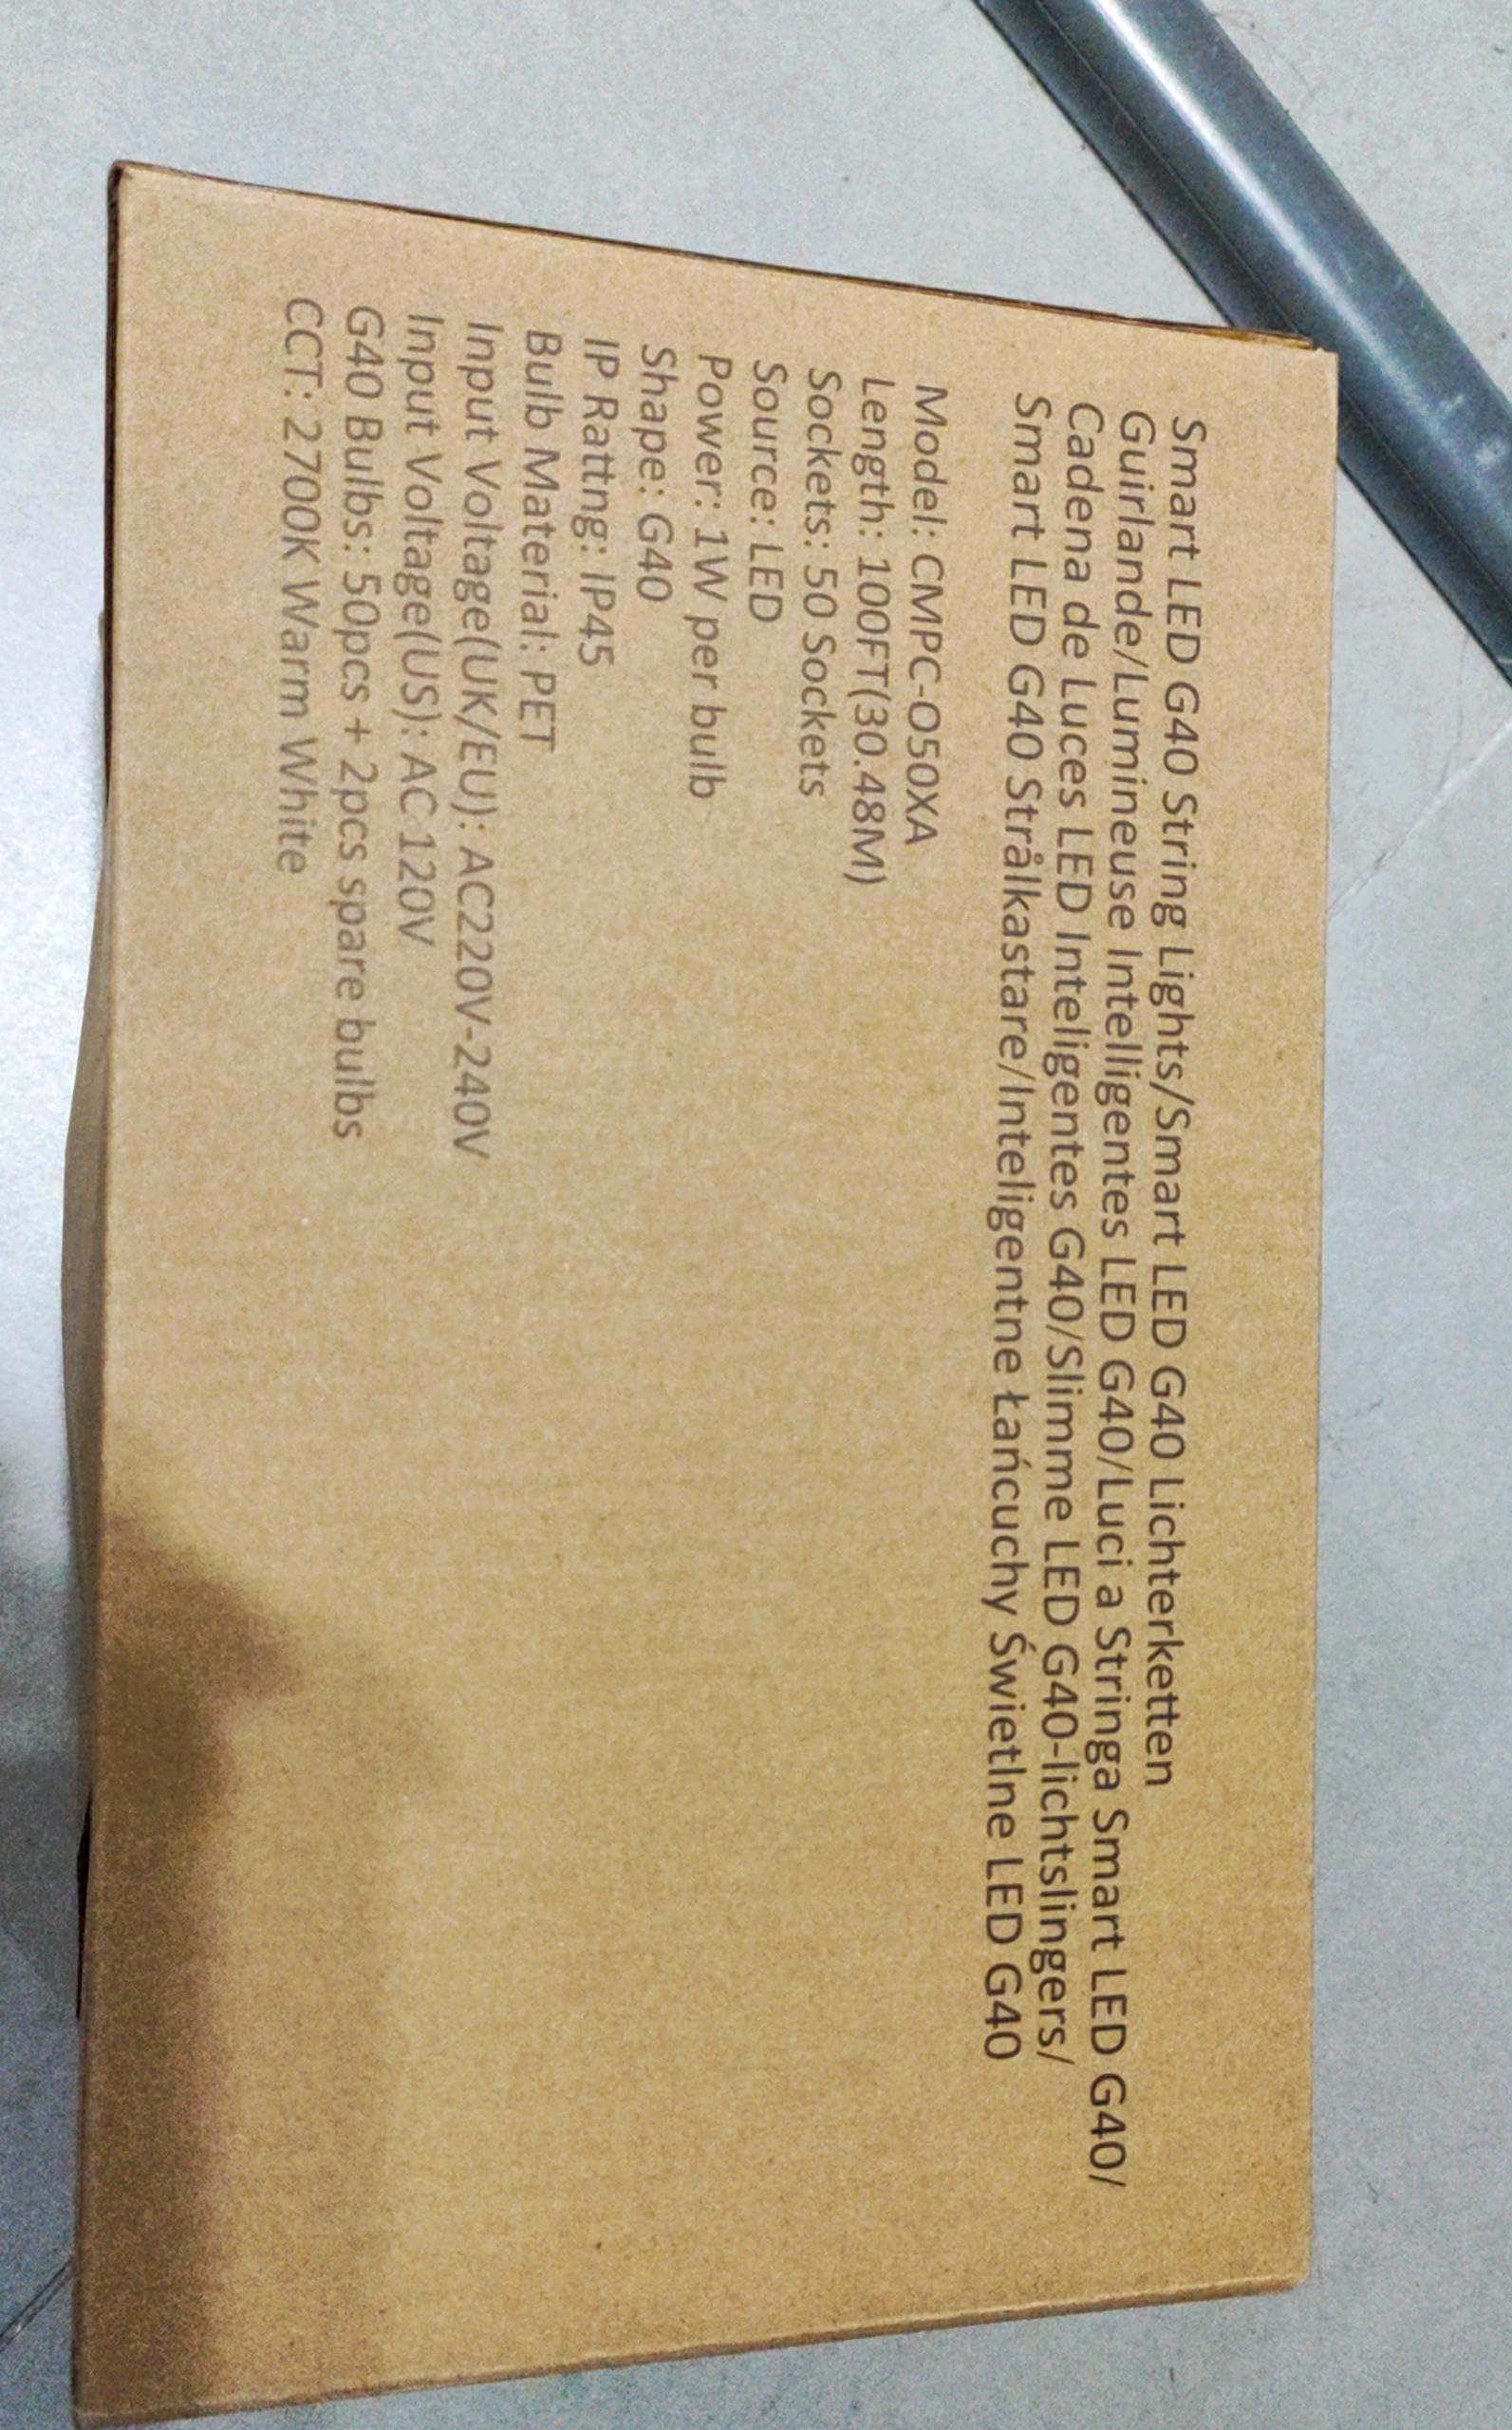 Smart LED G40 String Lights/Smart LED G40 Lichterketten
Guirlande/Lumineuse Intelligentes LED G40/Luci a Stringa Smart LED G40/
Cadena de Luces LED Inteligentes G40/Slimme LED G40-lichtslingers/
Smart LED G40 Strålkastare/Inteligentne Łańcuchy Świetlne LED G40
Model: CMPC-O50XA
Length: 100FT(30.48M)
Sockets: 50 Sockets
Source: LED
Power: 1W per bulb
Shape: G40
IP Rattng: IP45
Bulb Material: PET
Input Voltage(UK/EU): AC220V-240V
Input Voltage(US): AC 120V
G40 Bulbs: 50pcs + 2pcs spare bulbs
CCT: 2700K Warm White